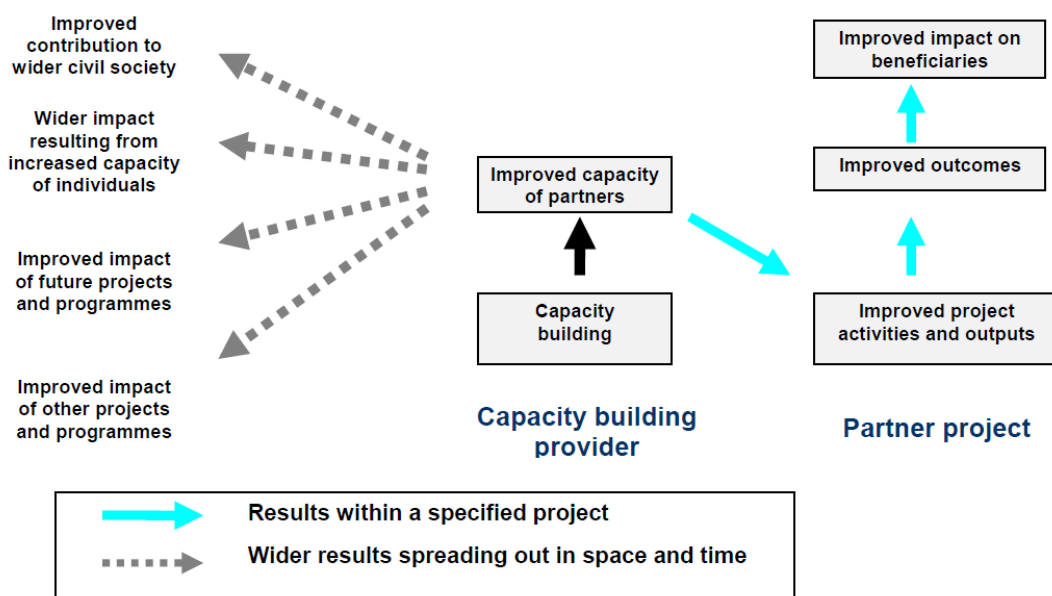 Improved
contribution to
wider civil society
Wider impact
resulting from
increased capacity
of individuals
Improved impact
of future projects
and programmes
Improved impact
of other projects
and programmes
Improved capacity
of partners
Capacity
building
Capacity building
provider
Improved impact on
beneficiaries
Improved outcomes
Improved project
activities and outputs
Partner project
Results within a specified project
Wider results spreading out in space and time